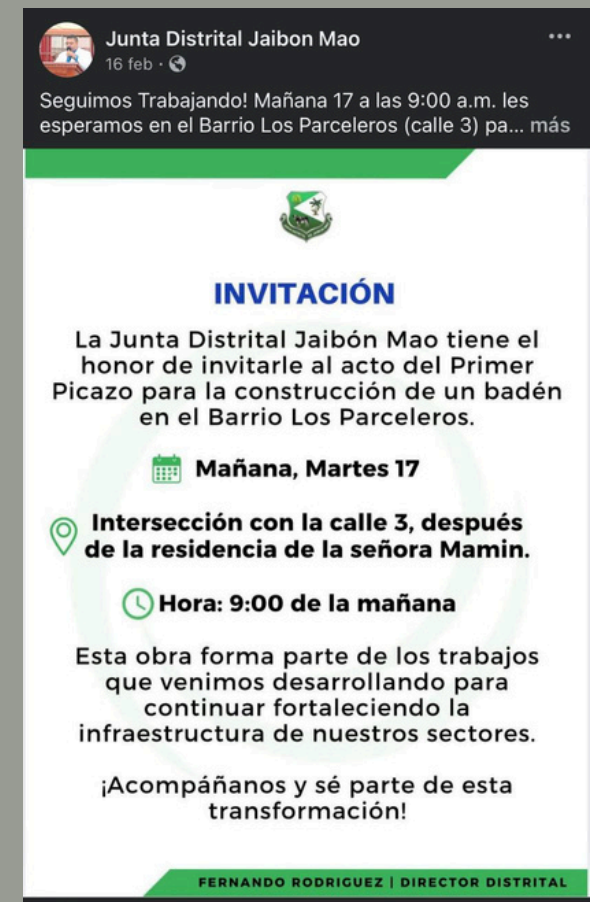 Junta Distrital Jaibon Mao
16 feb ·
Seguimos Trabajando! Mañana 17 a las 9:00 a.m. les
esperamos en el Barrio Los Parceleros (calle 3) pa... más
INVITACIÓN
La Junta Distrital Jaibón Mao tiene el
honor de invitarle al acto del Primer
Picazo para la construcción de un badén
en el Barrio Los Parceleros.
Mañana, Martes 17
Intersección con la calle 3, después
de la residencia de la señora Mamin.
Hora: 9:00 de la mañana
Esta obra forma parte de los trabajos
que venimos desarrollando para
continuar fortaleciendo la
infraestructura de nuestros sectores.
¡Acompáñanos y sé parte de esta
transformación!
FERNANDO RODRIGUEZ | DIRECTOR DISTRITAL